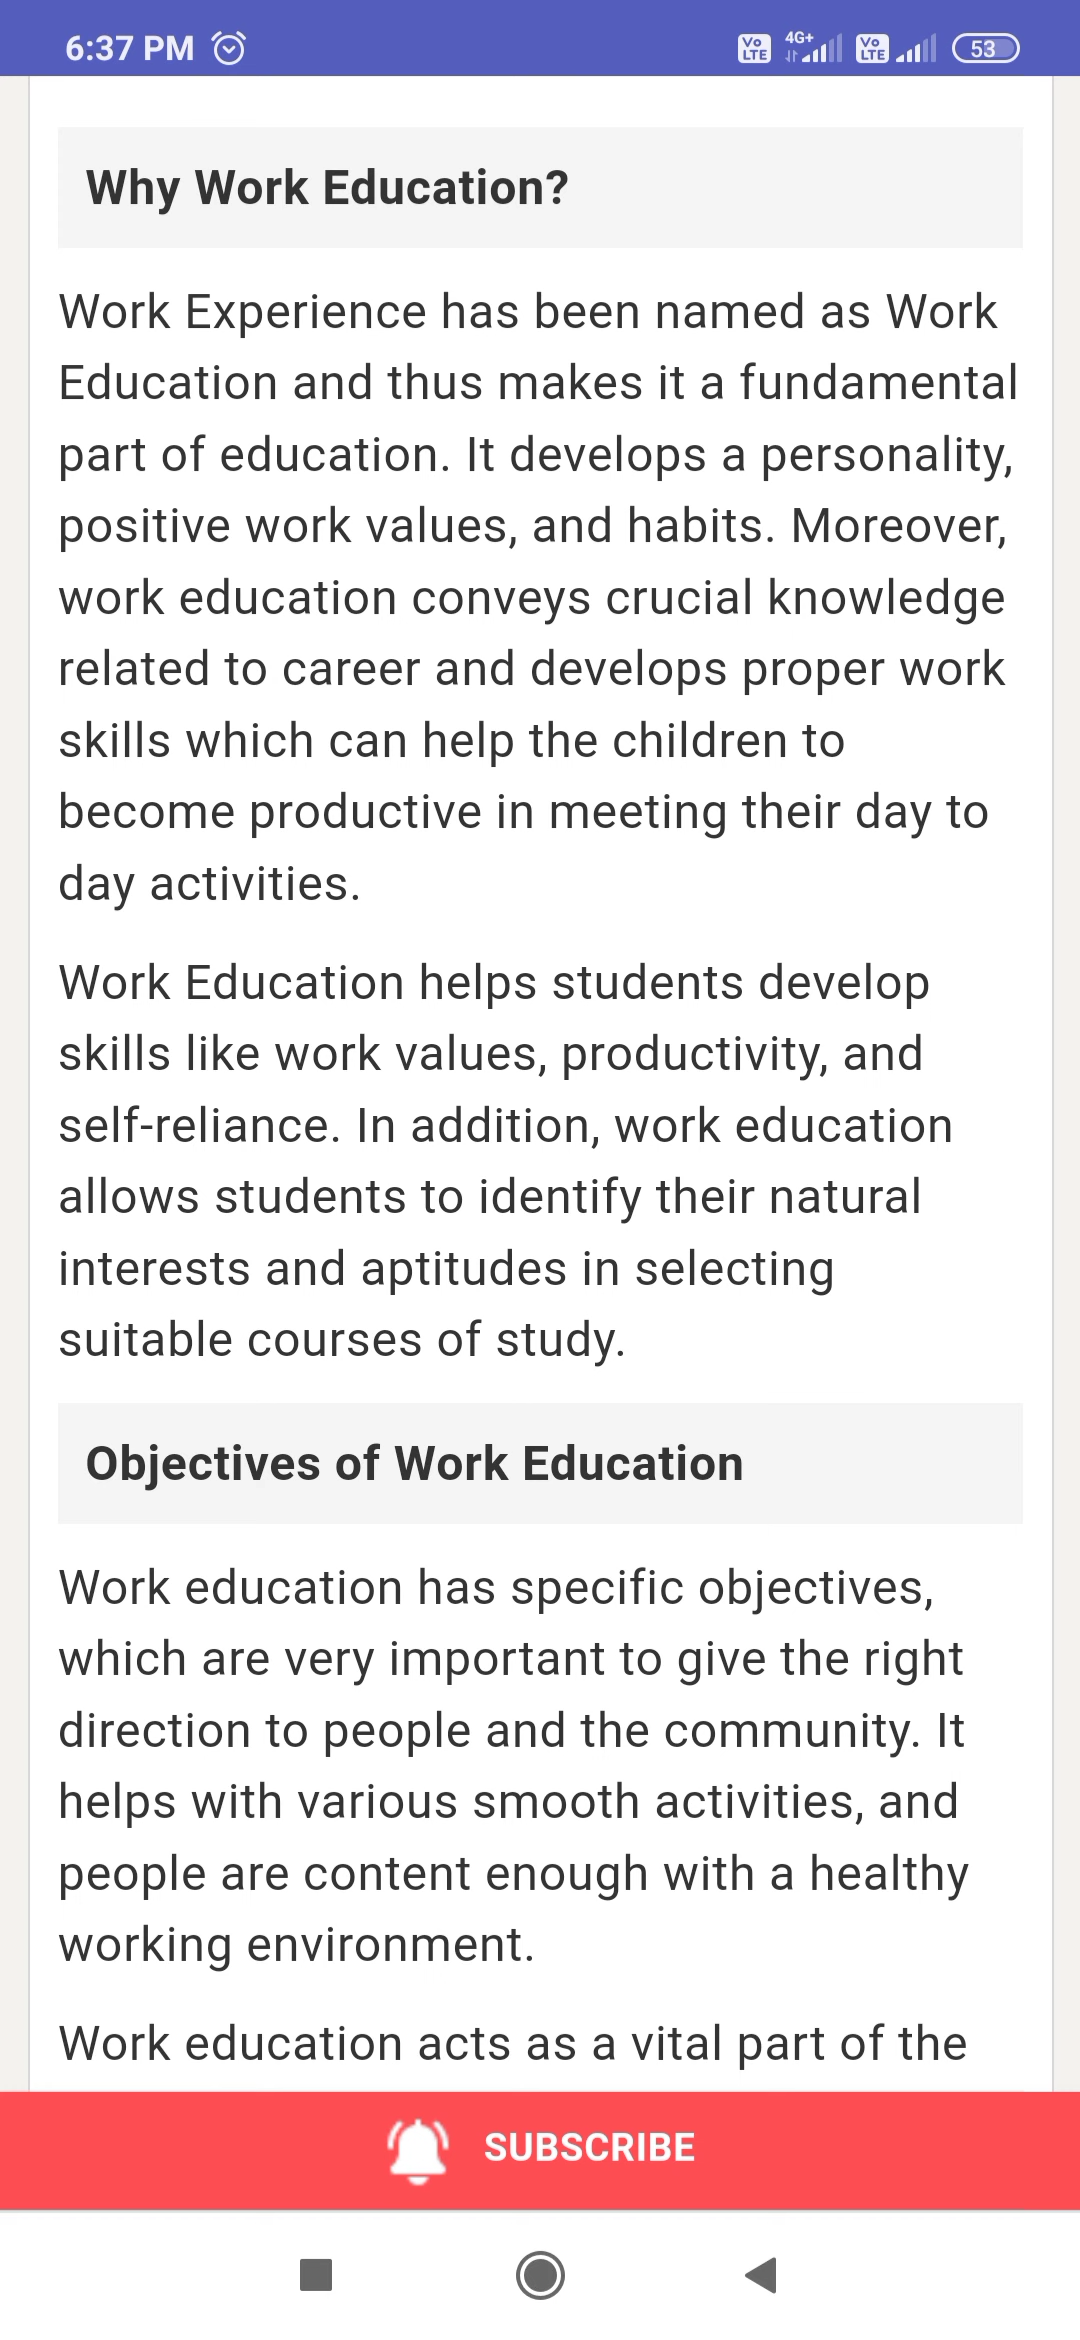 6:37 PM
Vo LTE 4G+ Vo LTE 53
Why Work Education?
Work Experience has been named as Work
Education and thus makes it a fundamental
part of education. It develops a personality,
positive work values, and habits. Moreover,
work education conveys crucial knowledge
related to career and develops proper work
skills which can help the children to
become productive in meeting their day to
day activities.
Work Education helps students develop
skills like work values, productivity, and
self-reliance. In addition, work education
allows students to identify their natural
interests and aptitudes in selecting
suitable courses of study.
Objectives of Work Education
Work education has specific objectives,
which are very important to give the right
direction to people and the community. It
helps with various smooth activities, and
people are content enough with a healthy
working environment.
Work education acts as a vital part of the
SUBSCRIBE